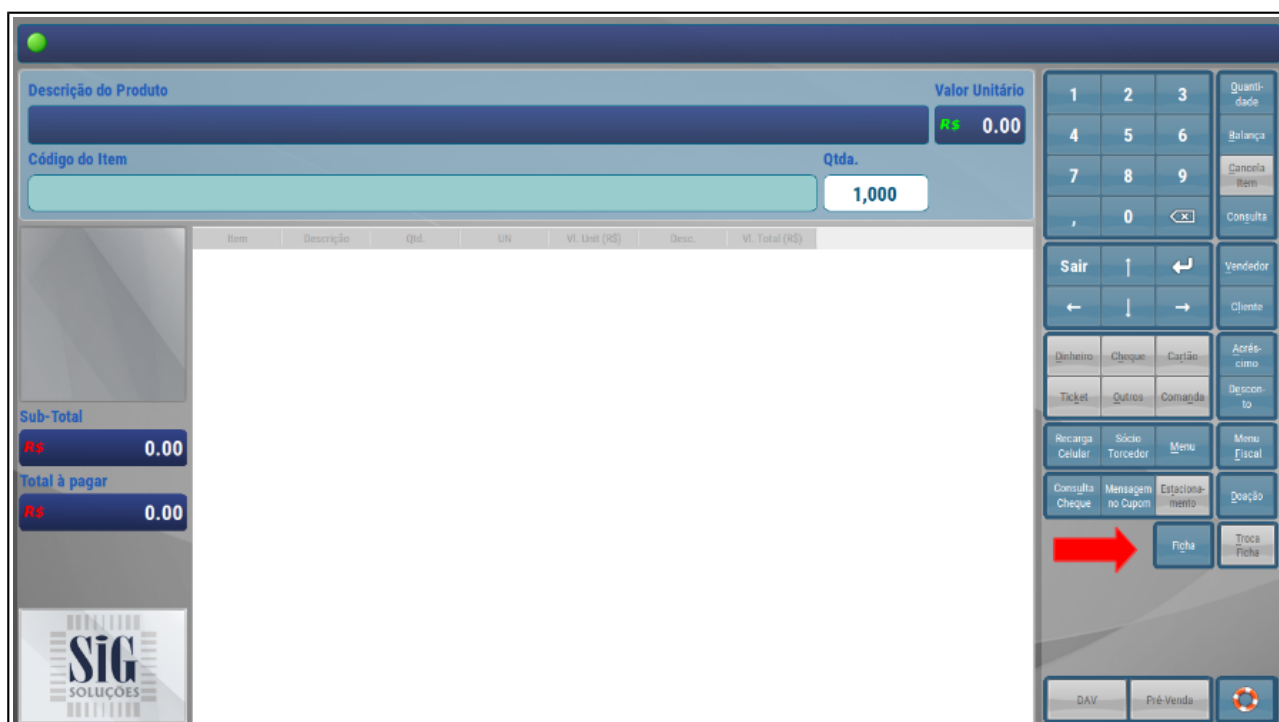 Descrição do Produto
Valor Unitário
R$ 0.00
Código do Item
Qtda.
1,000
Item Descrição Qtd. UN Vl. Unit (R$) Desc. Vl. Total (R$)
Sub-Total
R$ 0.00
Total à pagar
R$ 0.00
SiG
SOLUÇÕES
1 2 3
Quanti-
dade
4 5 6
Balança
7 8 9
Cancela
Item
, 0
Consulta
Sair
Vendedor
Cliente
Dinheiro Cheque Cartão
Acrés-
cimo
Ticket Outros Comanda
Descon-
to
Recarga
Celular
Sócio
Torcedor
Menu
Menu
Fiscal
Consulta
Cheque
Mensagem
no Cupom
Estaciona-
mento
Doação
Ficha
Troca
Ficha
DAV
Pré-Venda